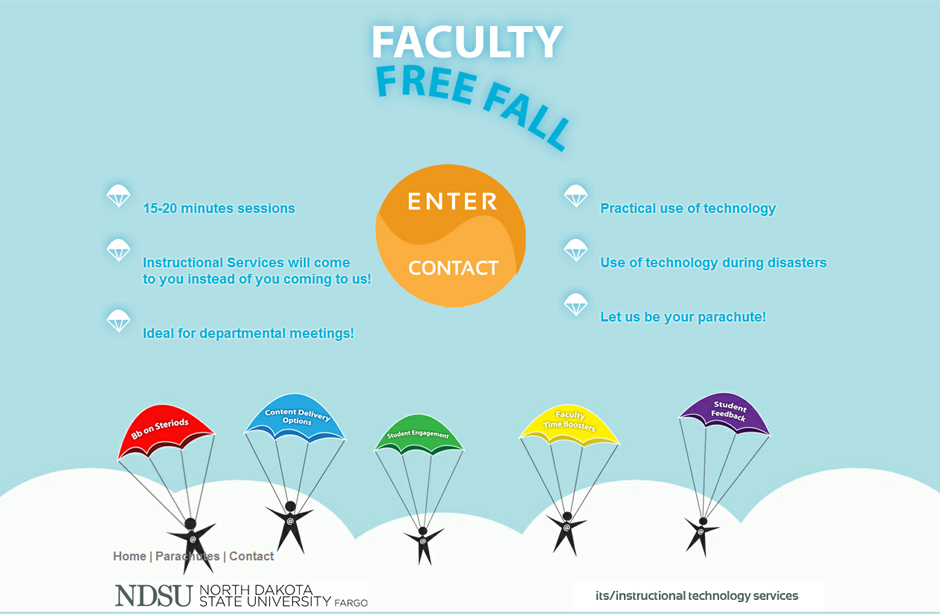 FACULTY
FREE FALL
15-20 minutes sessions
Instructional Services will come
to you instead of you coming to us!
Ideal for departmental meetings!
ENTER
CONTACT
Practical use of technology
Use of technology during disasters
Let us be your parachute!
Bb on Steriods
Content Delivery
Options
Student Engagement
Faculty
Time Boosters
Student
Feedback
@
@
@
@
@
Home | Parachutes | Contact
NDSU NORTH DAKOTA
STATE UNIVERSITY FARGO
its/instructional technology services